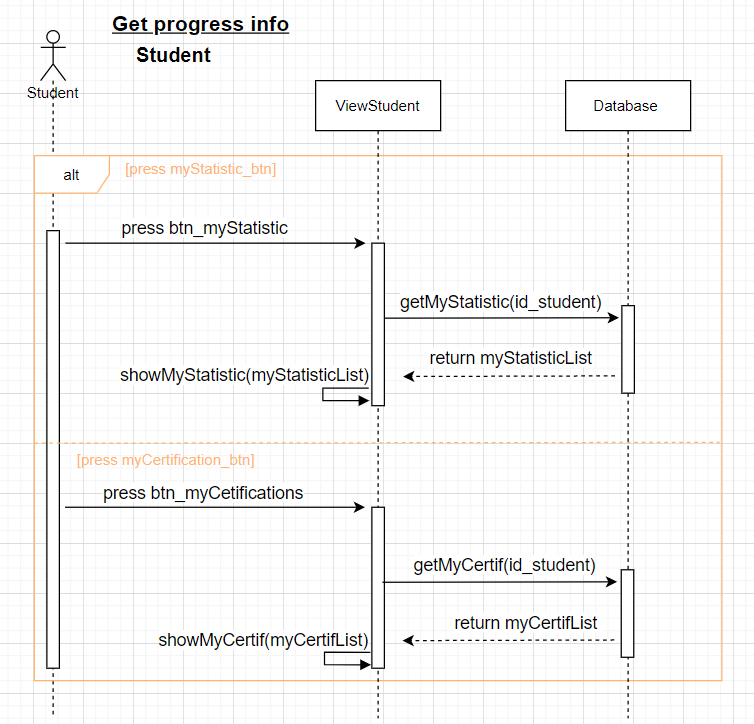 Get progress info
Student
Student
ViewStudent
Database
alt
[press myStatistic_btn]
press btn_myStatistic
getMyStatistic(id_student)
return myStatisticList
showMyStatistic(myStatisticList)
[press myCertification_btn]
press btn_myCetifications
getMyCertif(id_student)
return myCertifList
showMyCertif(myCertifList)